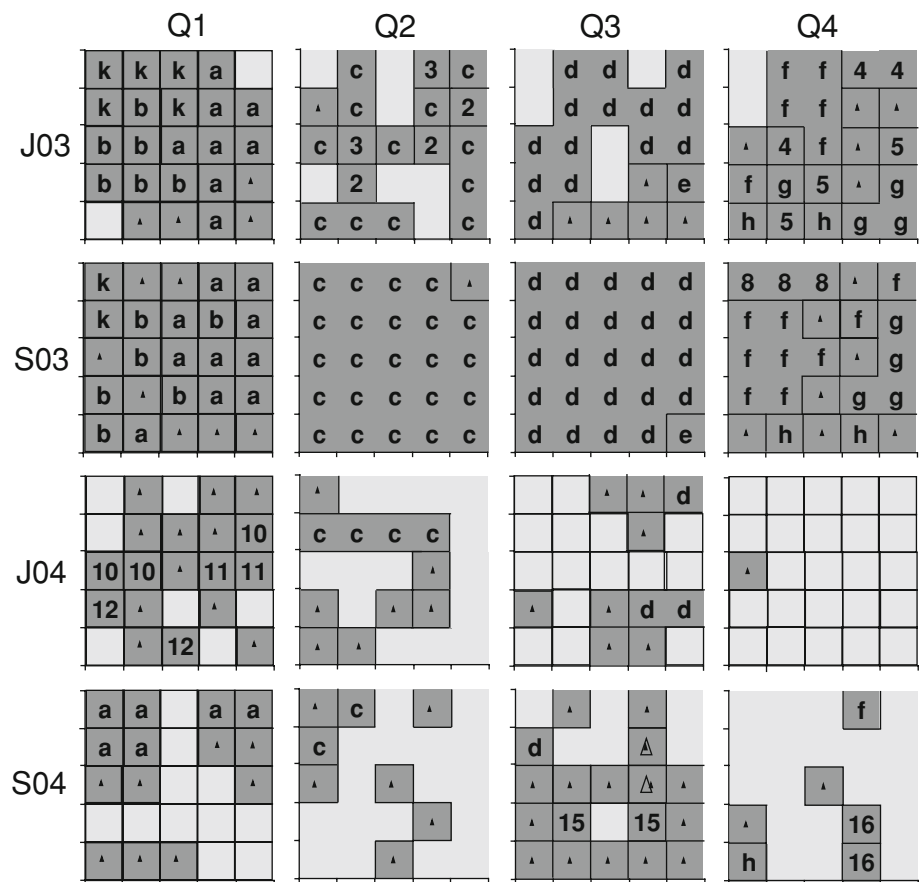 Q1 Q2 Q3 Q4
k k k a c 3 c d d d f f 4 4
k b k a a ▲ c c 2 d d d d f f ▲ ▲
J03 b b a a a c 3 c 2 c d d d d ▲ 4 f ▲ 5
b b b a ▲ 2 c d d ▲ e f g 5 ▲ g
▲ ▲ a ▲ c c c c d ▲ ▲ ▲ ▲ h 5 h g g
k ▲ ▲ a a c c c c ▲ d d d d d 8 8 8 ▲ f
k b a b a c c c c c d d d d d f f ▲ f g
S03 ▲ b a a a c c c c c d d d d d f f f ▲ g
b ▲ b a a c c c c c d d d d d f f ▲ g g
b a ▲ ▲ ▲ c c c c c d d d d e ▲ h ▲ h ▲
▲ ▲ ▲ ▲ ▲ ▲ d
▲ ▲ ▲ 10 c c c c ▲
J04 10 10 ▲ 11 11 ▲ ▲
12 ▲ ▲ ▲ ▲ ▲ ▲ ▲ d d
▲ 12 ▲ ▲ ▲ ▲ ▲
a a a a ▲ c ▲ ▲ ▲ f
a a ▲ ▲ c d △
S04 ▲ ▲ ▲ ▲ ▲ ▲ ▲ ▲ △ ▲ ▲
▲ ▲ 15 15 ▲ ▲ 16
▲ ▲ ▲ ▲ ▲ ▲ ▲ ▲ ▲ h 16